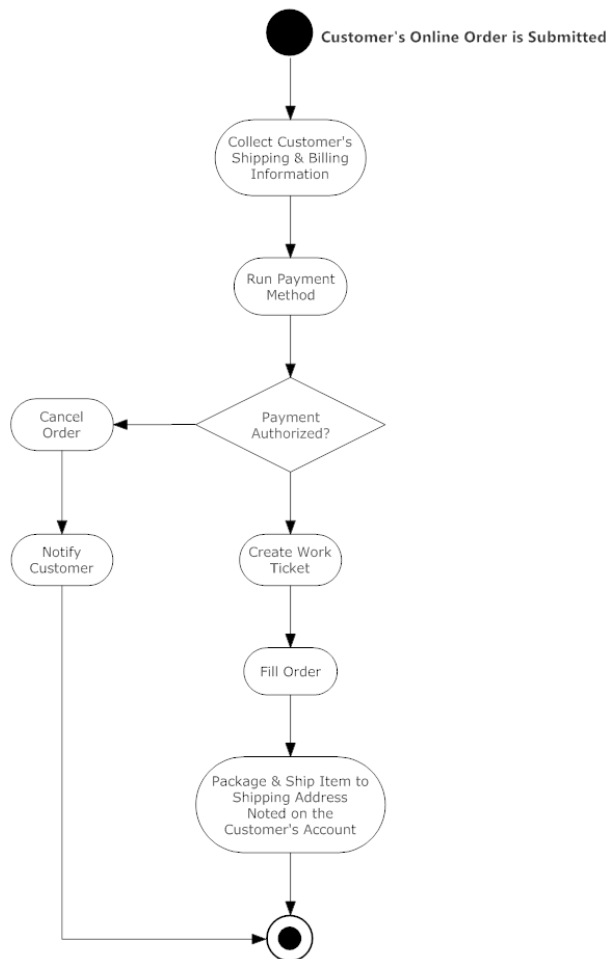 Customer's Online Order is Submitted
Collect Customer's
Shipping & Billing
Information
Run Payment
Method
Payment
Authorized?
Cancel
Order
Notify
Customer
Create Work
Ticket
Fill Order
Package & Ship Item to
Shipping Address
Noted on the
Customer's Account